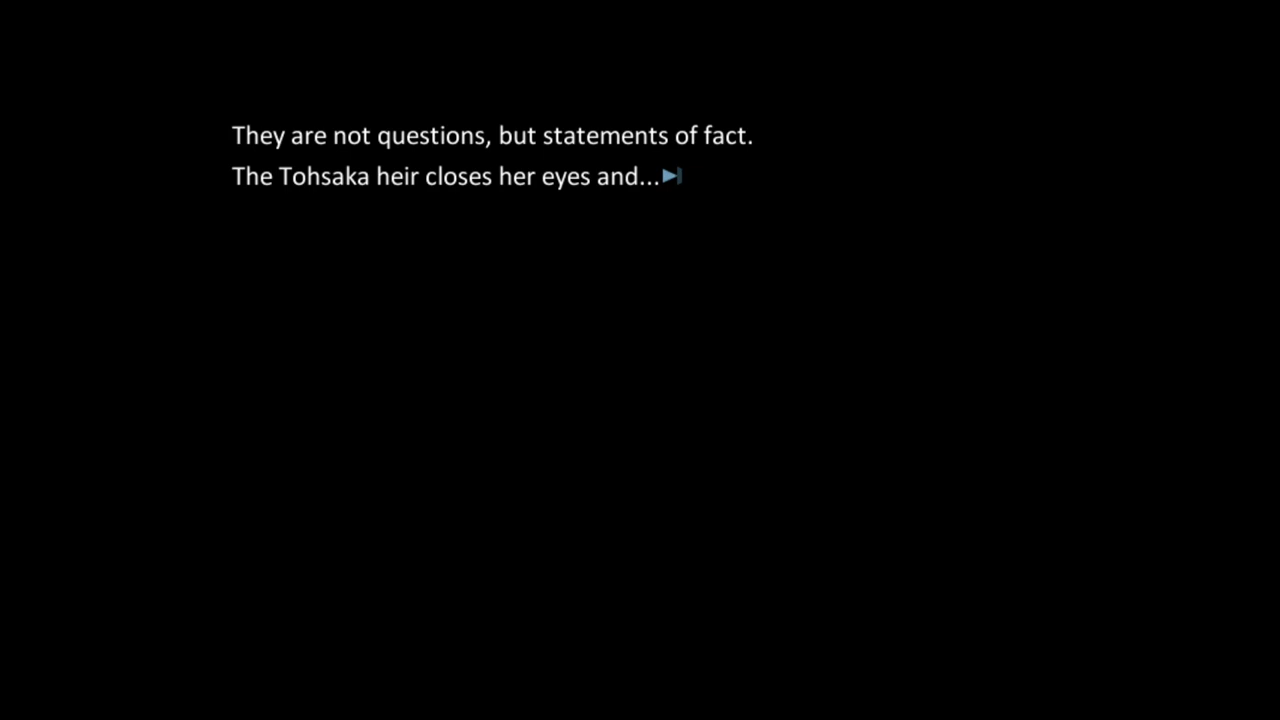 They are not questions, but statements of fact.
The Tohsaka heir closes her eyes and...